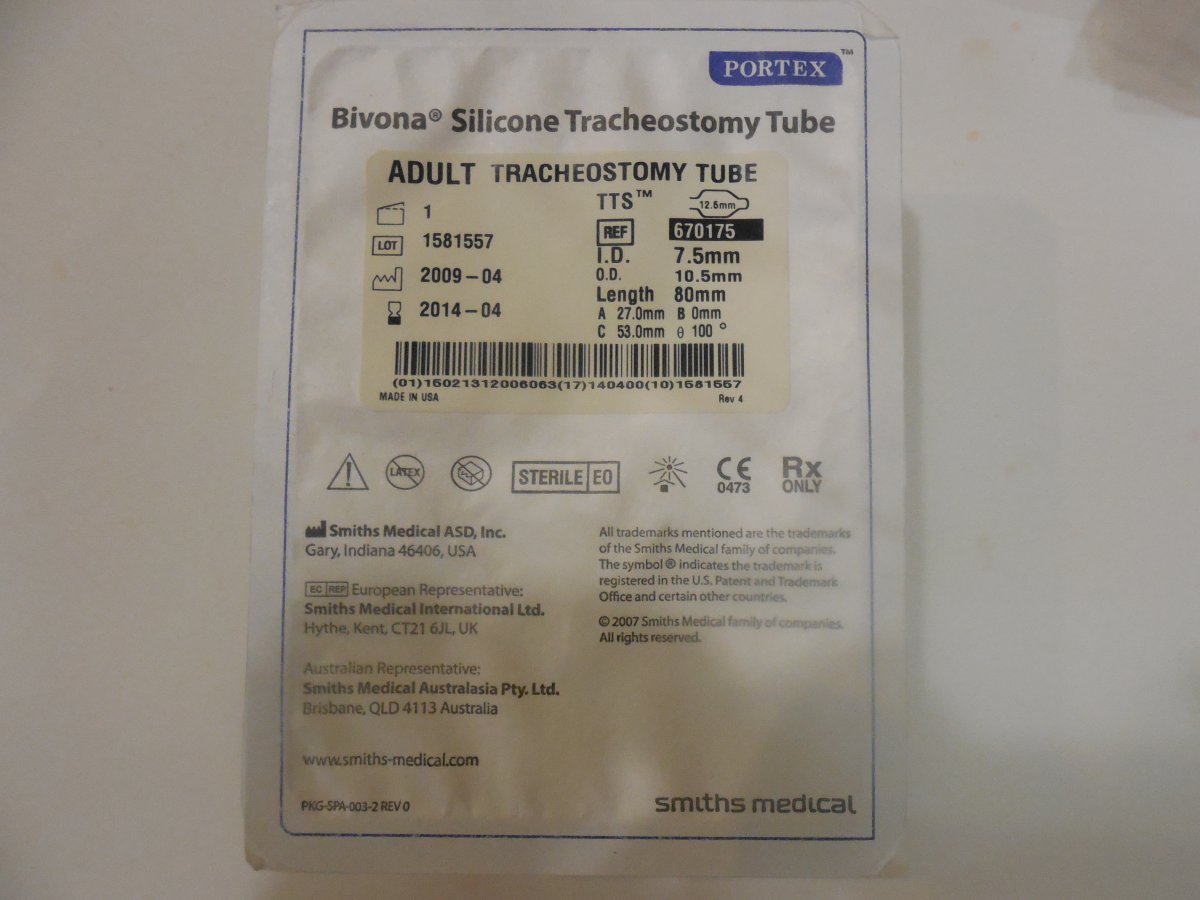 PORTEX™
Bivona® Silicone Tracheostomy Tube
ADULT TRACHEOSTOMY TUBE
1
LOT 1581557
2009-04
2014-04
TTS™ 12.6mm
REF 670175
I.D. 7.5mm
O.D. 10.5mm
Length 80mm
A 27.0mm B 0mm
C 53.0mm θ 100°
(01)15021312006063(17)140400(10)1581557
MADE IN USA
Rev 4
LATEX
STERILE EO
CE 0473
Rx ONLY
Smiths Medical ASD, Inc.
Gary, Indiana 46406, USA
EC REP European Representative:
Smiths Medical International Ltd.
Hythe, Kent, CT21 6JL, UK
Australian Representative:
Smiths Medical Australasia Pty. Ltd.
Brisbane, QLD 4113 Australia
www.smiths-medical.com
PKG-SPA-003-2 REV 0
All trademarks mentioned are the trademarks
of the Smiths Medical family of companies.
The symbol ® indicates the trademark is
registered in the U.S. Patent and Trademark
Office and certain other countries.
© 2007 Smiths Medical family of companies.
All rights reserved.
smiths medical